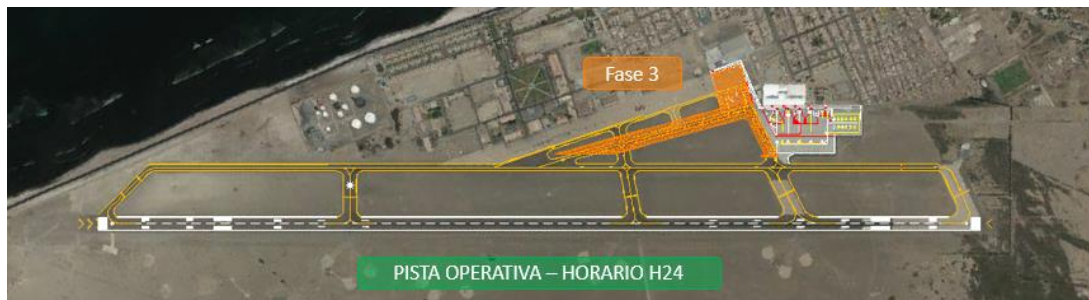 Fase 3
PISTA OPERATIVA – HORARIO H24